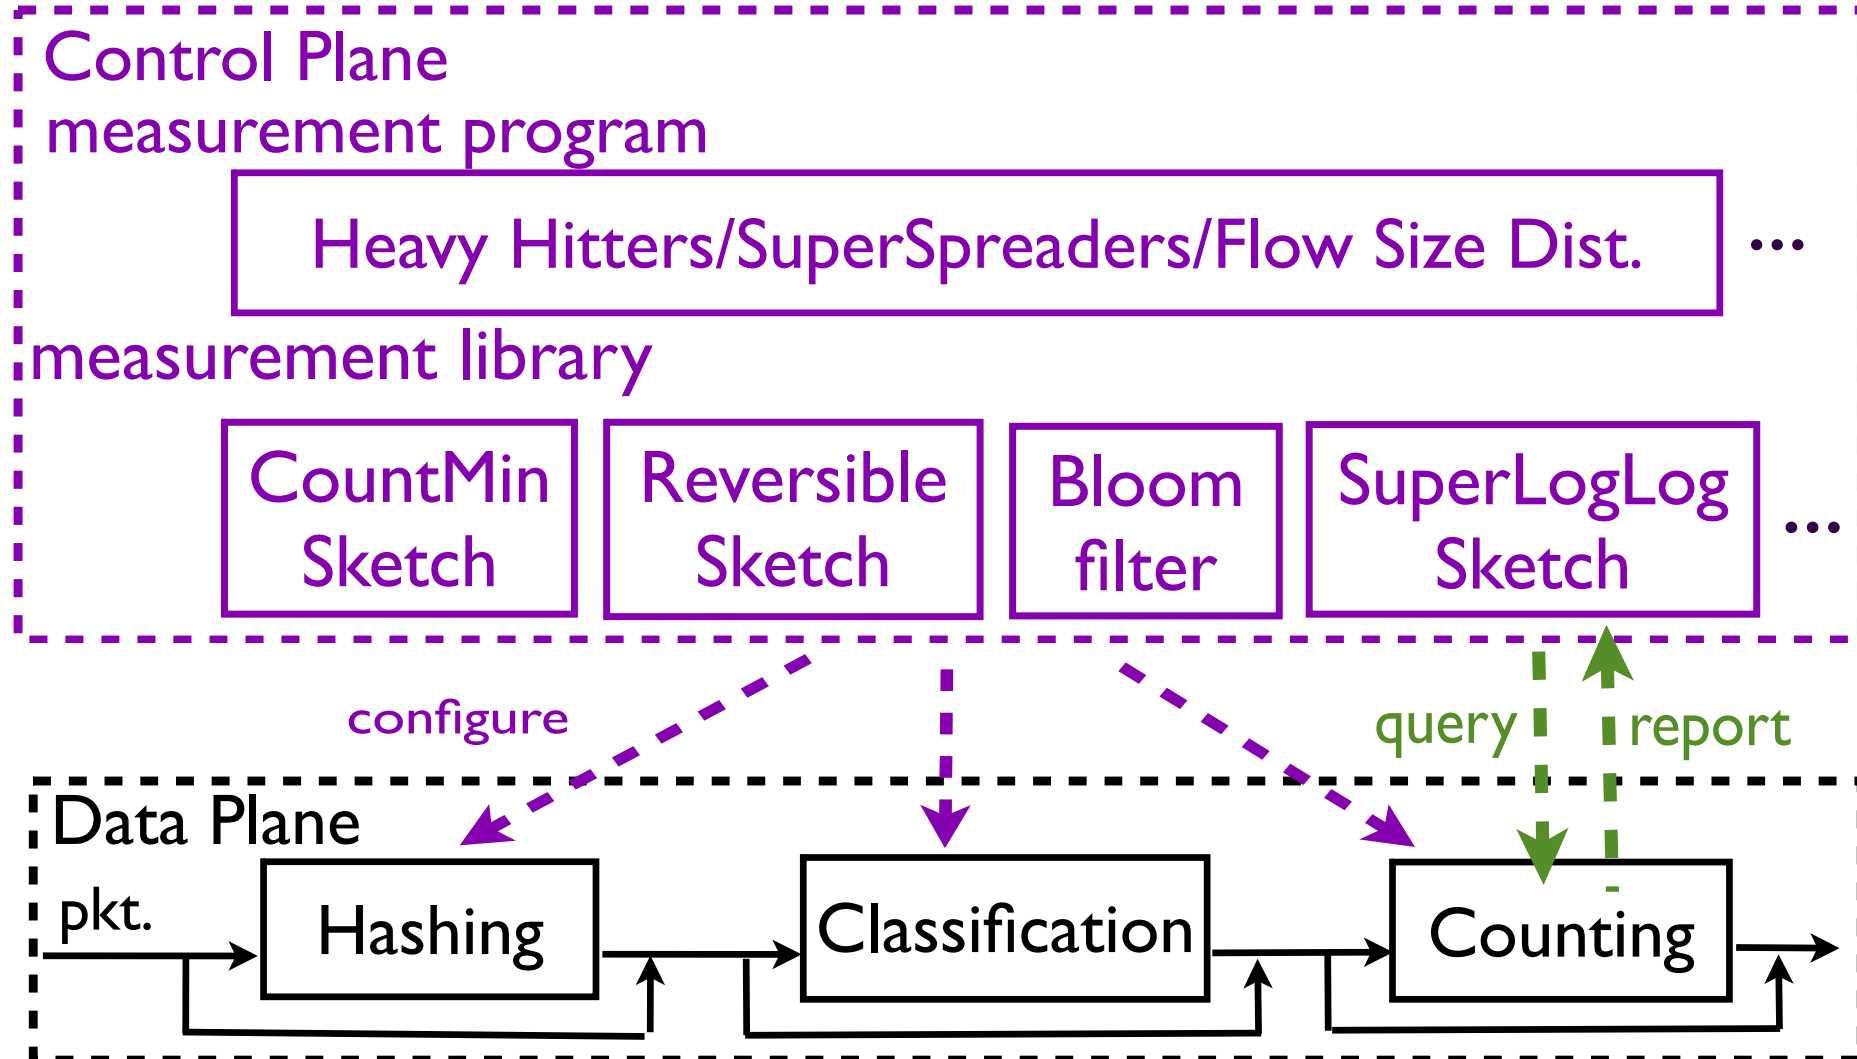 Control Plane
measurement program
Heavy Hitters/SuperSpreaders/Flow Size Dist.
...
measurement library
CountMin
Sketch
Reversible
Sketch
Bloom
filter
SuperLogLog
Sketch
...
configure
query
report
Data Plane
pkt.
Hashing
Classification
Counting